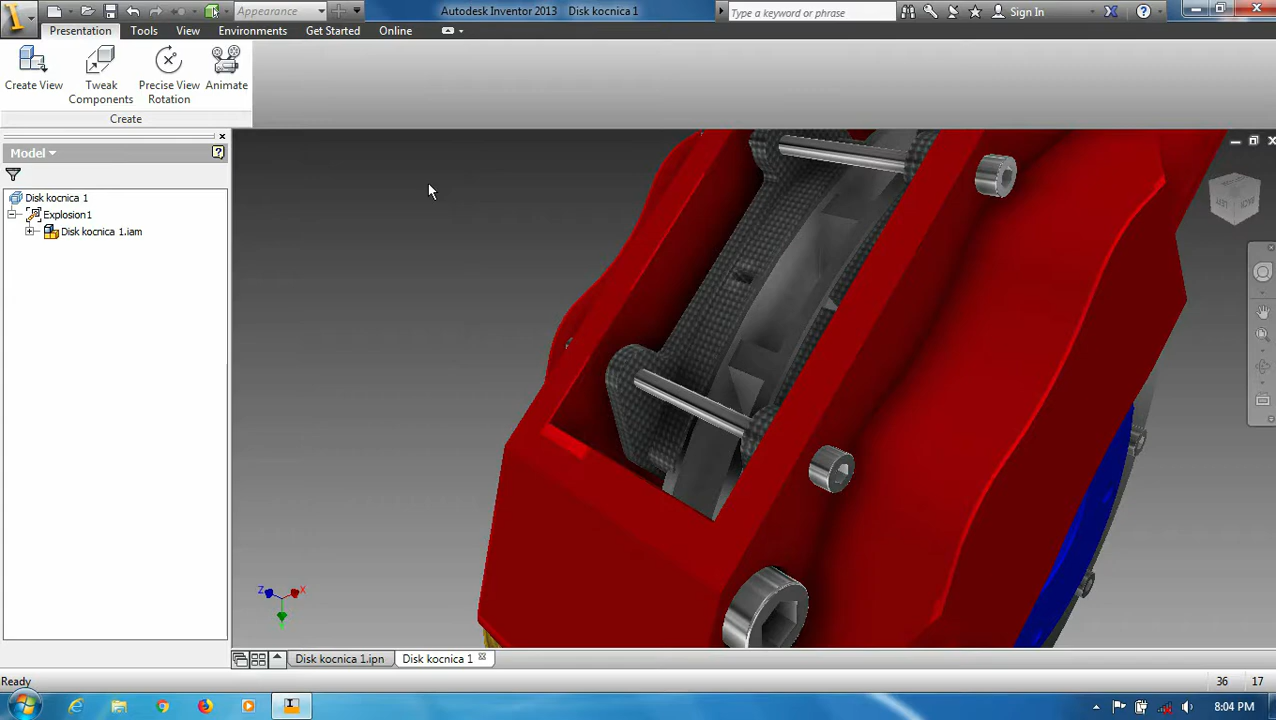 Appearance
Autodesk Inventor 2013 Disk kocnica 1
Type a keyword or phrase
Sign In
Presentation Tools View Environments Get Started Online
Create View
Tweak Components
Precise View Rotation
Animate
Create
Model
Disk kocnica 1
Explosion1
Disk kocnica 1.iam
LEFT BACK
Z X
Disk kocnica 1.ipn Disk kocnica 1
Ready 36 17
8:04 PM